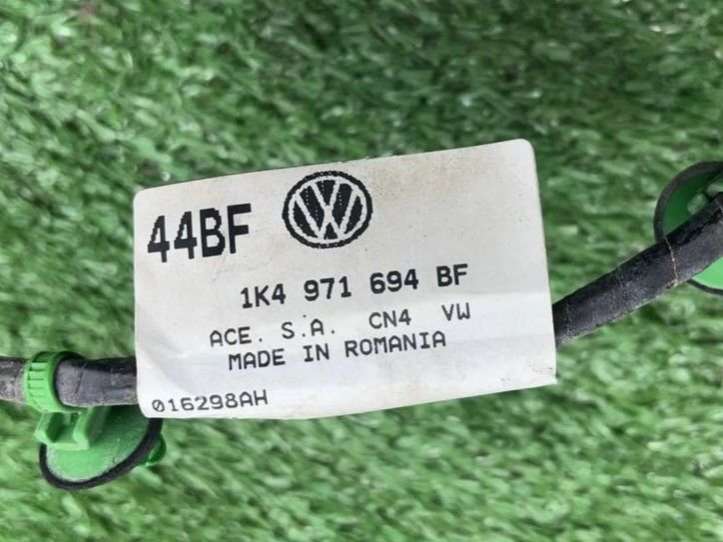 44BF
1K4 971 694 BF
ACE. S.A. CN4 VW
MADE IN ROMANIA
016298AH